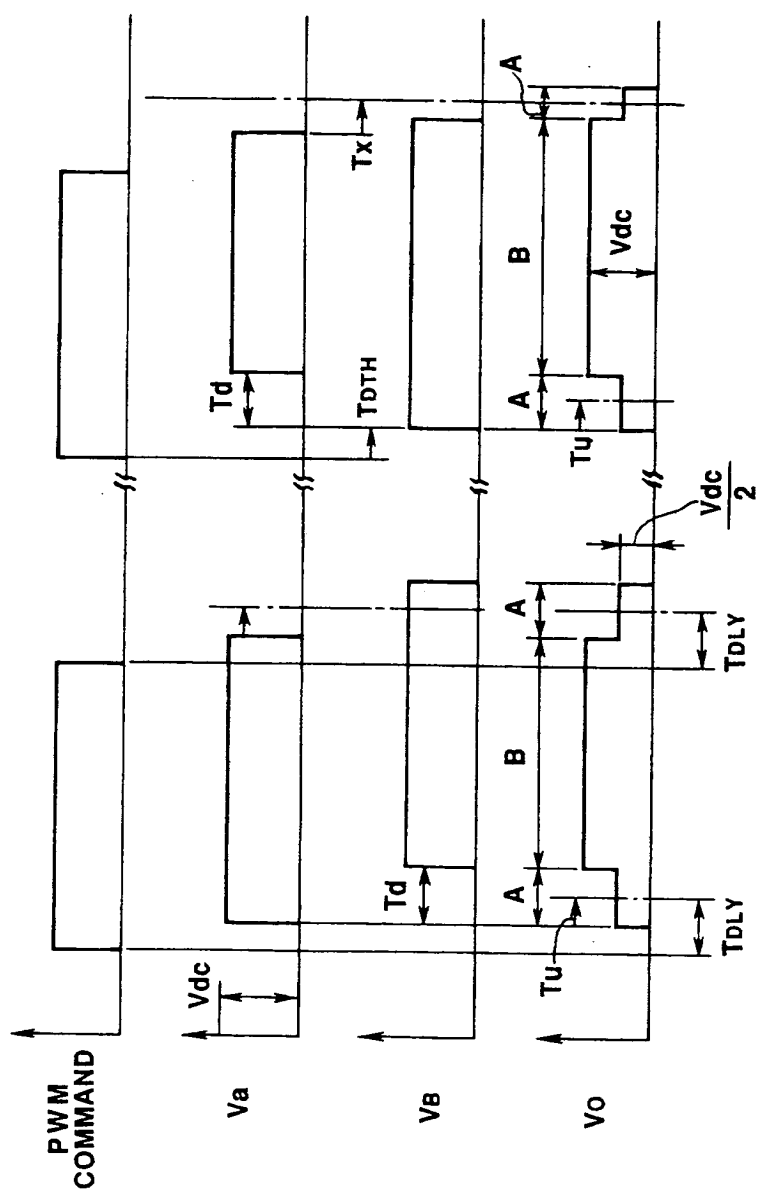 PWM
COMMAND
Va
Vdc
Td
TDTH
Tx
VB
Td
Vo
Tu
A
B
A
TDLY
TDLY
Vdc
2
Tu
A
B
Vdc
A